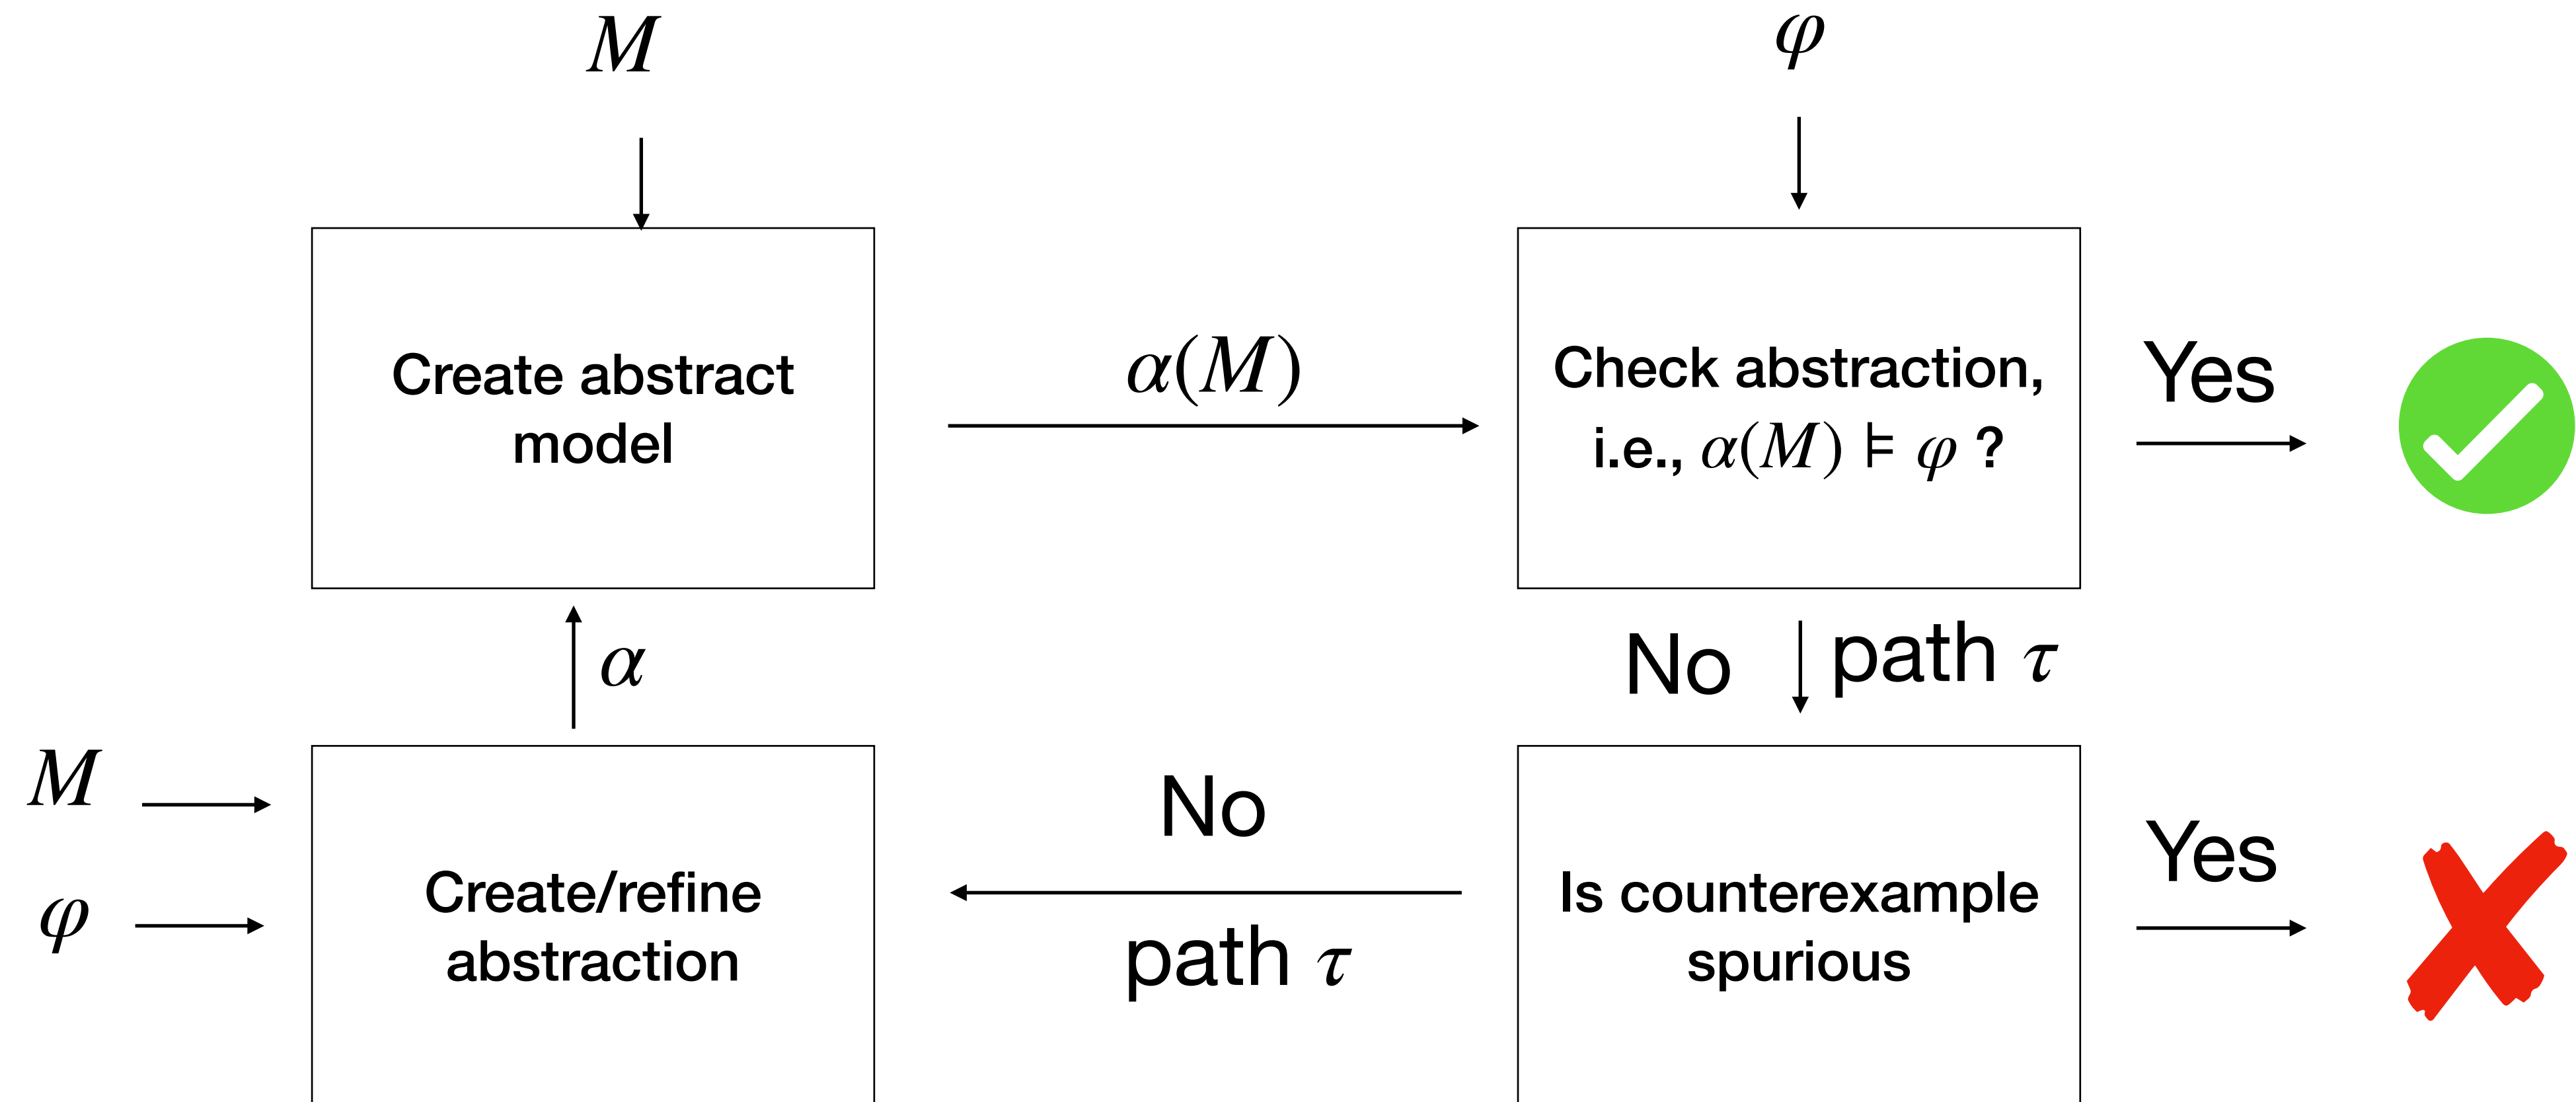 M
φ
Create abstract
model
α(M)
Check abstraction,
i.e., α(M) ⊧ φ ?
Yes
α
No
path τ
M
φ
Create/refine
abstraction
No
path τ
Is counterexample
spurious
Yes